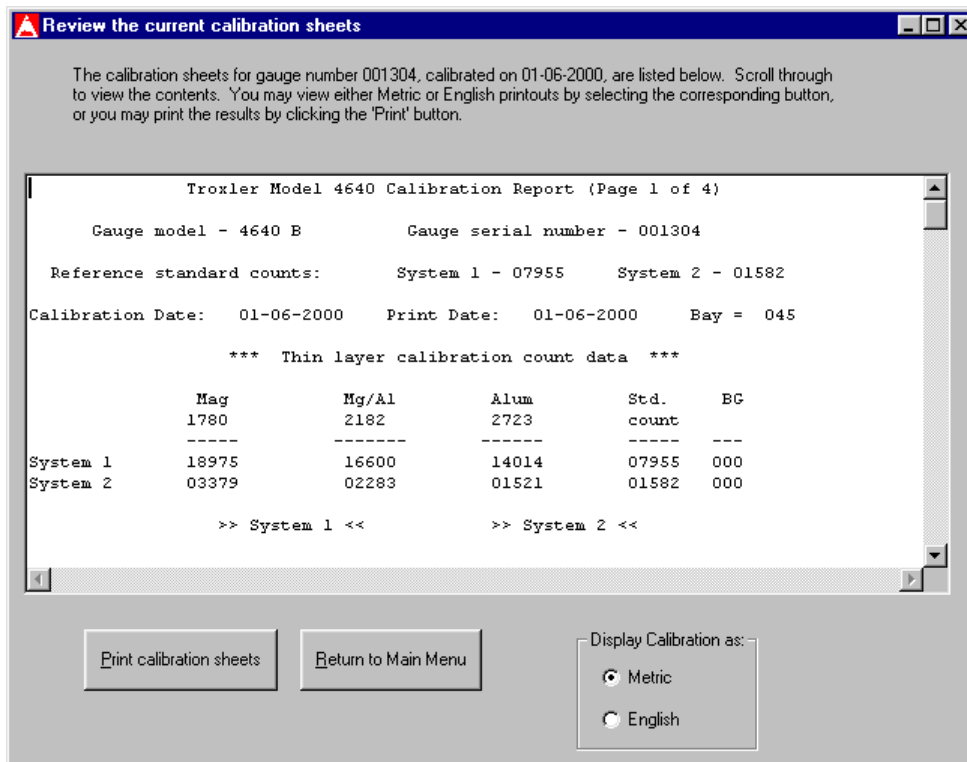 Review the current calibration sheets
The calibration sheets for gauge number 001304, calibrated on 01-06-2000, are listed below. Scroll through
to view the contents. You may view either Metric or English printouts by selecting the corresponding button,
or you may print the results by clicking the 'Print' button.
Troxler Model 4640 Calibration Report (Page 1 of 4)
Gauge model - 4640 B Gauge serial number - 001304
Reference standard counts: System 1 - 07955 System 2 - 01582
Calibration Date: 01-06-2000 Print Date: 01-06-2000 Bay = 045
*** Thin layer calibration count data ***
Mag Mg/Al Alum Std. BG
1780 2182 2723 count
----- ------- ------ ----- ---
System 1 18975 16600 14014 07955 000
System 2 03379 02283 01521 01582 000
>> System 1 << >> System 2 <<
Print calibration sheets
Return to Main Menu
Display Calibration as:
Metric
English